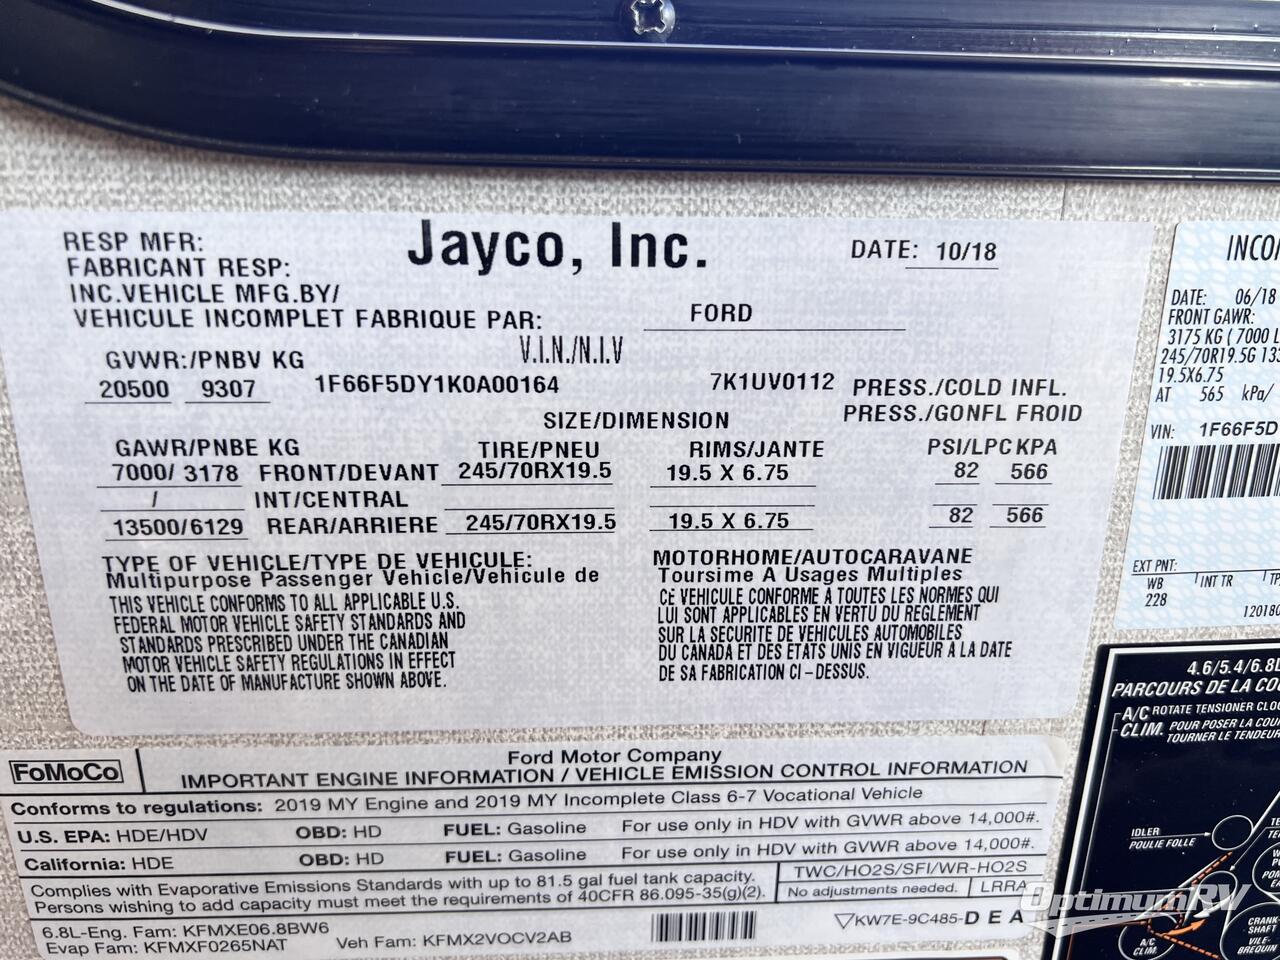 RESP MFR:
FABRICANT RESP:
Jayco, Inc.
DATE: 10/18
INC.VEHICLE MFG.BY/
VEHICULE INCOMPLET FABRIQUE PAR:
FORD
GVWR:/PNBV KG
V.I.N./N.I.V
20500 9307 1F66F5DY1K0A00164 7K1UV0112
PRESS./COLD INFL.
PRESS./GONFL FROID
SIZE/DIMENSION
GAWR/PNBE KG TIRE/PNEU RIMS/JANTE PSI/LPC KPA
7000/ 3178 FRONT/DEVANT 245/70RX19.5 19.5 X 6.75 82 566
/ INT/CENTRAL
13500/6129 REAR/ARRIERE 245/70RX19.5 19.5 X 6.75 82 566
TYPE OF VEHICLE/TYPE DE VEHICULE: MOTORHOME/AUTOCARAVANE
Multipurpose Passenger Vehicle/Vehicule de Toursime A Usages Multiples
THIS VEHICLE CONFORMS TO ALL APPLICABLE U.S.
FEDERAL MOTOR VEHICLE SAFETY STANDARDS AND
STANDARDS PRESCRIBED UNDER THE CANADIAN
MOTOR VEHICLE SAFETY REGULATIONS IN EFFECT
ON THE DATE OF MANUFACTURE SHOWN ABOVE.
CE VEHICULE CONFORME A TOUTES LES NORMES QUI
LUI SONT APPLICABLES EN VERTU DU REGLEMENT
SUR LA SECURITE DE VEHICULES AUTOMOBILES
DU CANADA ET DES ETATS UNIS EN VIGUEUR A LA DATE
DE SA FABRICATION CI-DESSUS.
DATE: 06/18
FRONT GAWR:
3175 KG ( 7000 L
245/70R19.5G 133
19.5X6.75
AT 565 kPa/
VIN: 1F66F5D
EXT PNT:
WB INT TR
228
4.6/5.4/6.8L
A/C ROTATE TENSIONER
CLIM. POUR POSER LA
TOURNER LE TENDEUR
IDLER
POULIE FOLLE
A/C
CLIM.
CRANK-
SHAFT
VILE-
BREQUIN
FoMoCo
Ford Motor Company
IMPORTANT ENGINE INFORMATION / VEHICLE EMISSION CONTROL INFORMATION
Conforms to regulations: 2019 MY Engine and 2019 MY Incomplete Class 6-7 Vocational Vehicle
U.S. EPA: HDE/HDV OBD: HD FUEL: Gasoline For use only in HDV with GVWR above 14,000#.
California: HDE OBD: HD FUEL: Gasoline For use only in HDV with GVWR above 14,000#.
Complies with Evaporative Emissions Standards with up to 81.5 gal fuel tank capacity.
Persons wishing to add capacity must meet the requirements of 40CFR 86.095-35(g)(2).
TWC/HO2S/SFI/WR-HO2S
No adjustments needed. LRRA
6.8L-Eng. Fam: KFMXE06.8BW6
Evap Fam: KFMXF0265NAT
Veh Fam: KFMX2VOCV2AB
KW7E-9C485-DEA
OptimumRV